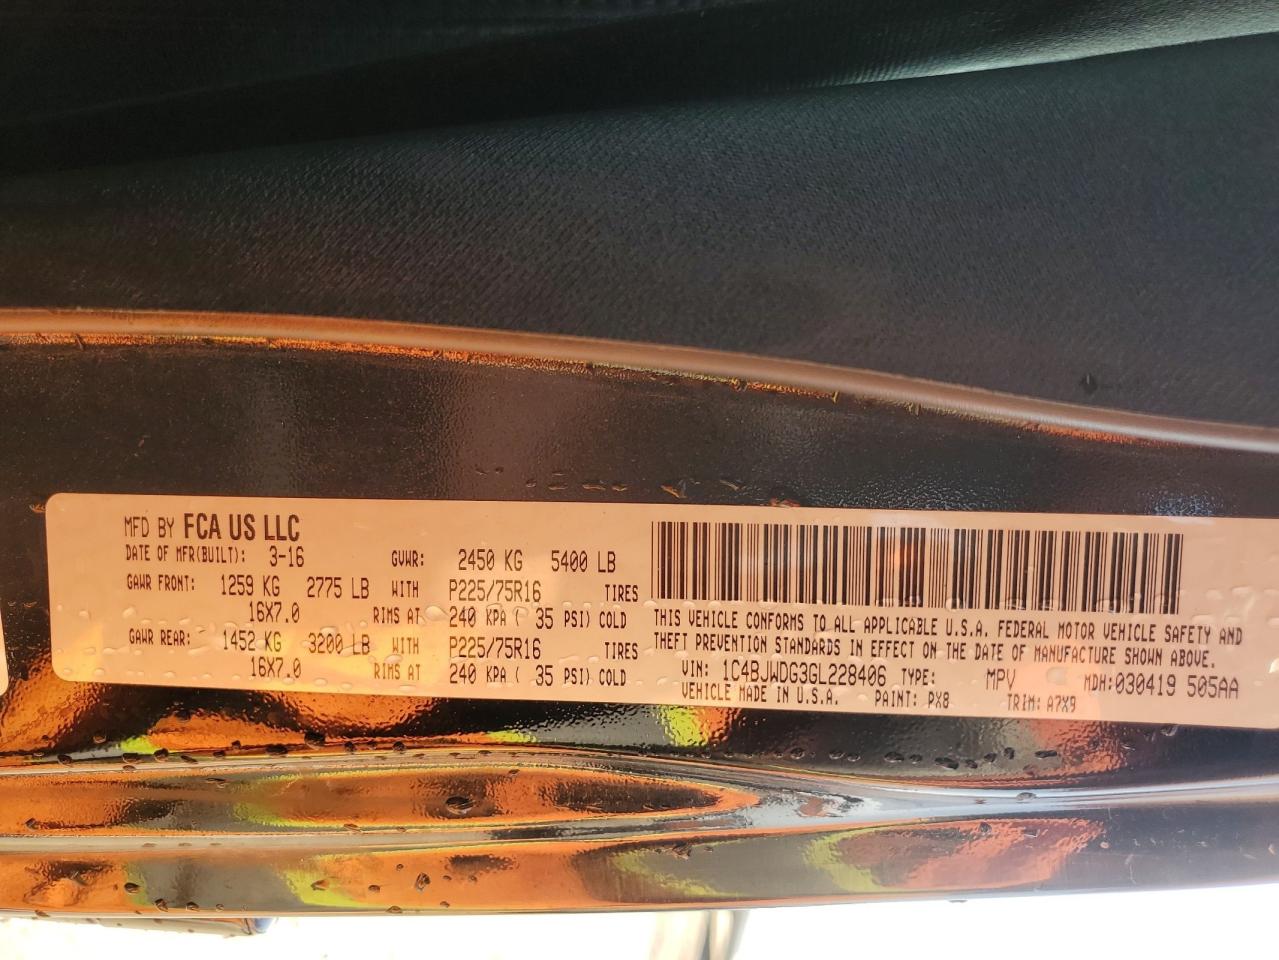 MFD BY FCA US LLC
DATE OF MFR(BUILT): 3-16 GVWR: 2450 KG 5400 LB
GAWR FRONT: 1259 KG 2775 LB WITH P225/75R16 TIRES
16X7.0 RIMS AT 240 KPA ( 35 PSI) COLD
GAWR REAR: 1452 KG 3200 LB WITH P225/75R16 TIRES
16X7.0 RIMS AT 240 KPA ( 35 PSI) COLD
THIS VEHICLE CONFORMS TO ALL APPLICABLE U.S.A. FEDERAL MOTOR VEHICLE SAFETY AND
THEFT PREVENTION STANDARDS IN EFFECT ON THE DATE OF MANUFACTURE SHOWN ABOVE.
VIN: 1C4BJWDG3GL228406 TYPE: MPV MDH:030419 505AA
VEHICLE MADE IN U.S.A. PAINT: PX8 TRIM: A7X9